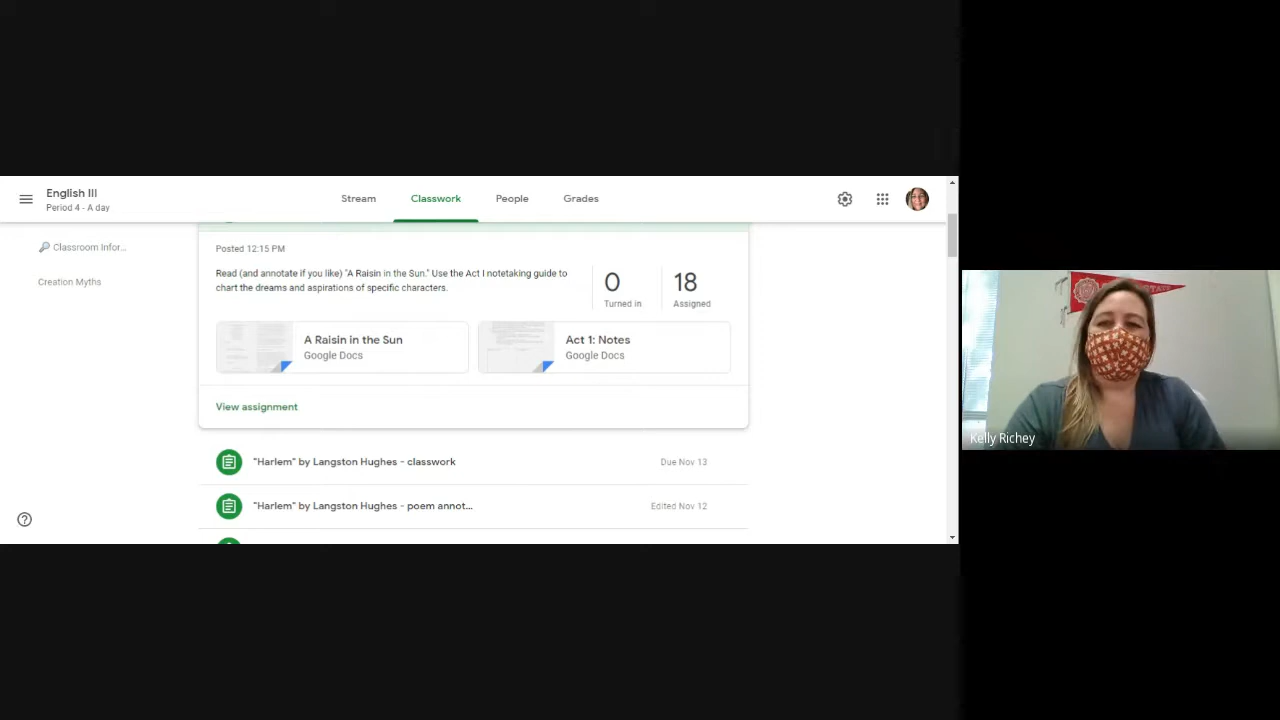 English III
Period 4 - A day
Stream
Classwork
People
Grades
Classroom Infor...
Creation Myths
Posted 12:15 PM
Read (and annotate if you like) "A Raisin in the Sun." Use the Act I notetaking guide to
chart the dreams and aspirations of specific characters.
0
Turned in
18
Assigned
A Raisin in the Sun
Google Docs
Act 1: Notes
Google Docs
View assignment
"Harlem" by Langston Hughes - classwork
Due Nov 13
"Harlem" by Langston Hughes - poem annot...
Edited Nov 12
Kelly Richey